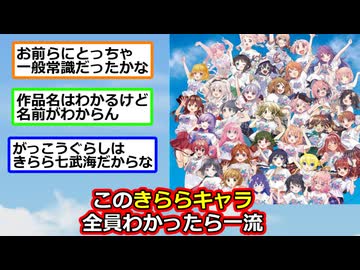 お前らにとっちゃ
一般常識だったかな
作品名はわかるけど
名前がわからん
がっこうぐらしは
きらら七武海だからな
このきららキャラ
全員わかったら一流